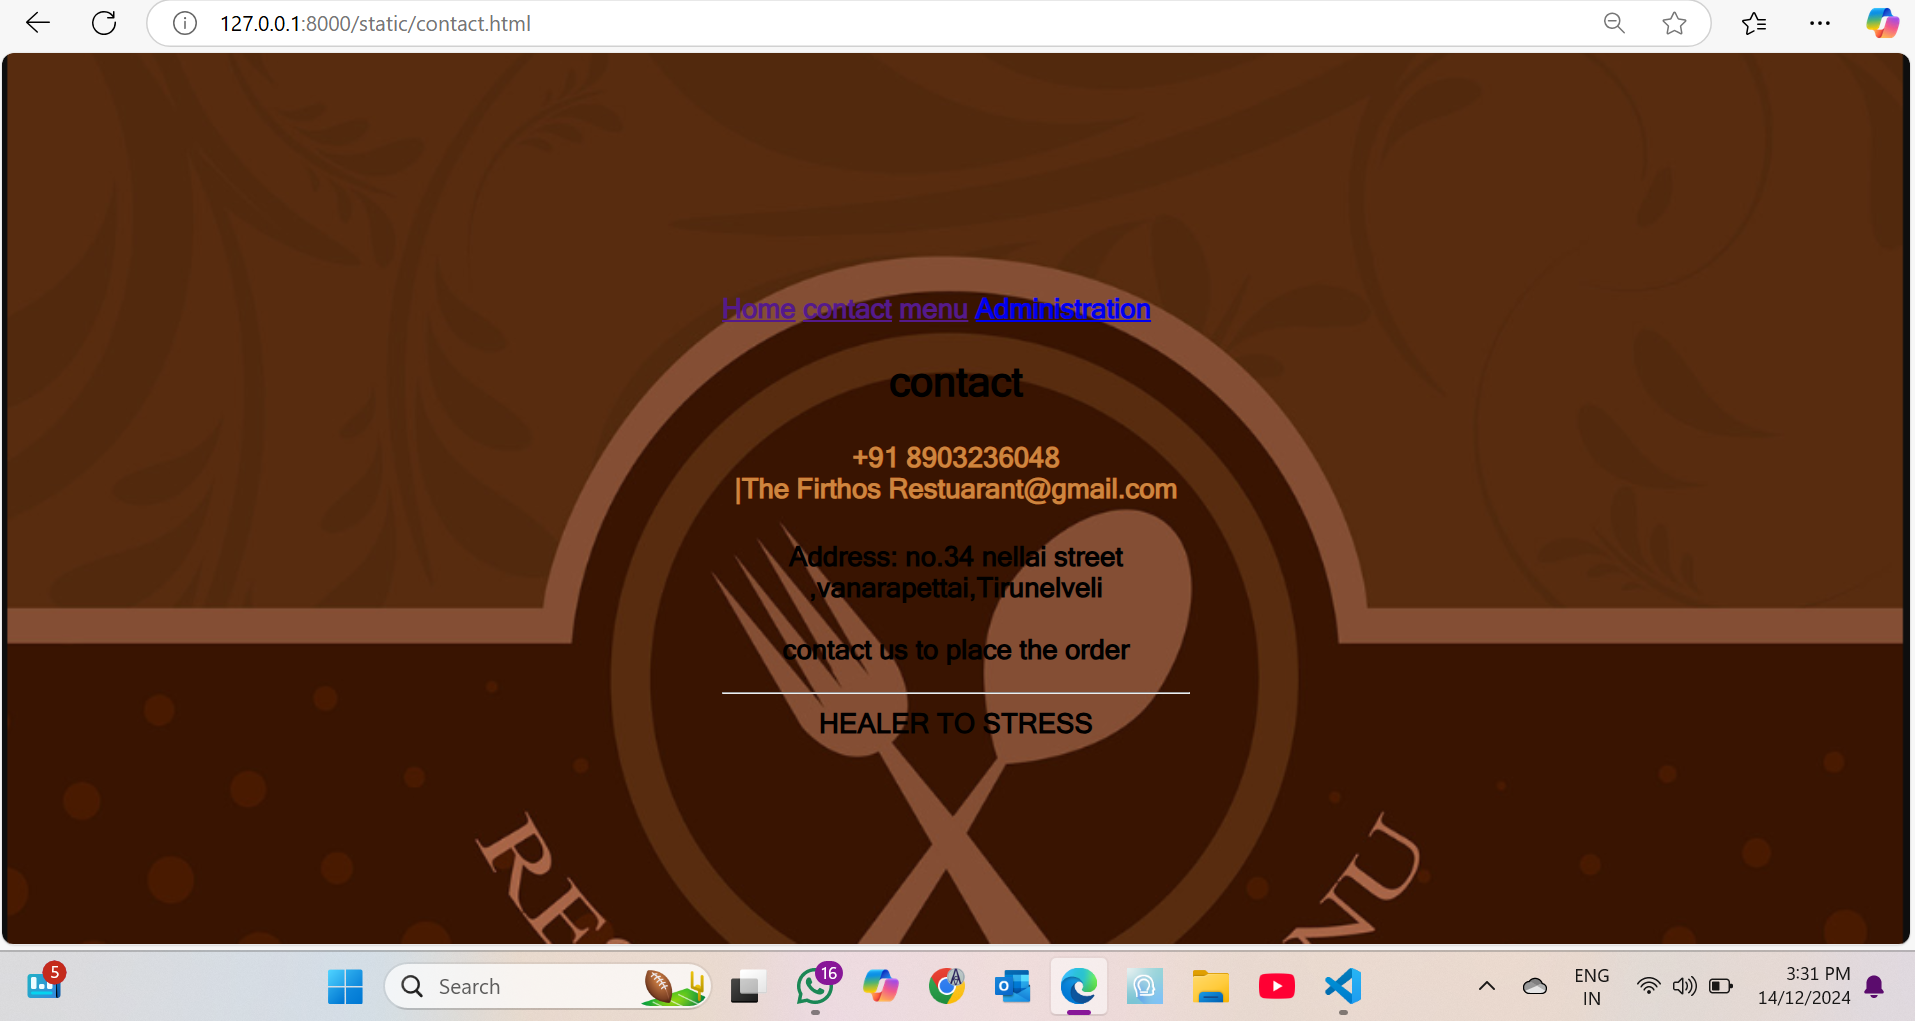 127.0.0.1:8000/static/contact.html
Home contact menu Administration
contact
+91 8903236048
|The Firthos Restuarant@gmail.com
Address: no.34 nellai street
,vanarapettai,Tirunelveli
contact us to place the order
HEALER TO STRESS
5
Search
16
ENG
IN
3:31 PM
14/12/2024